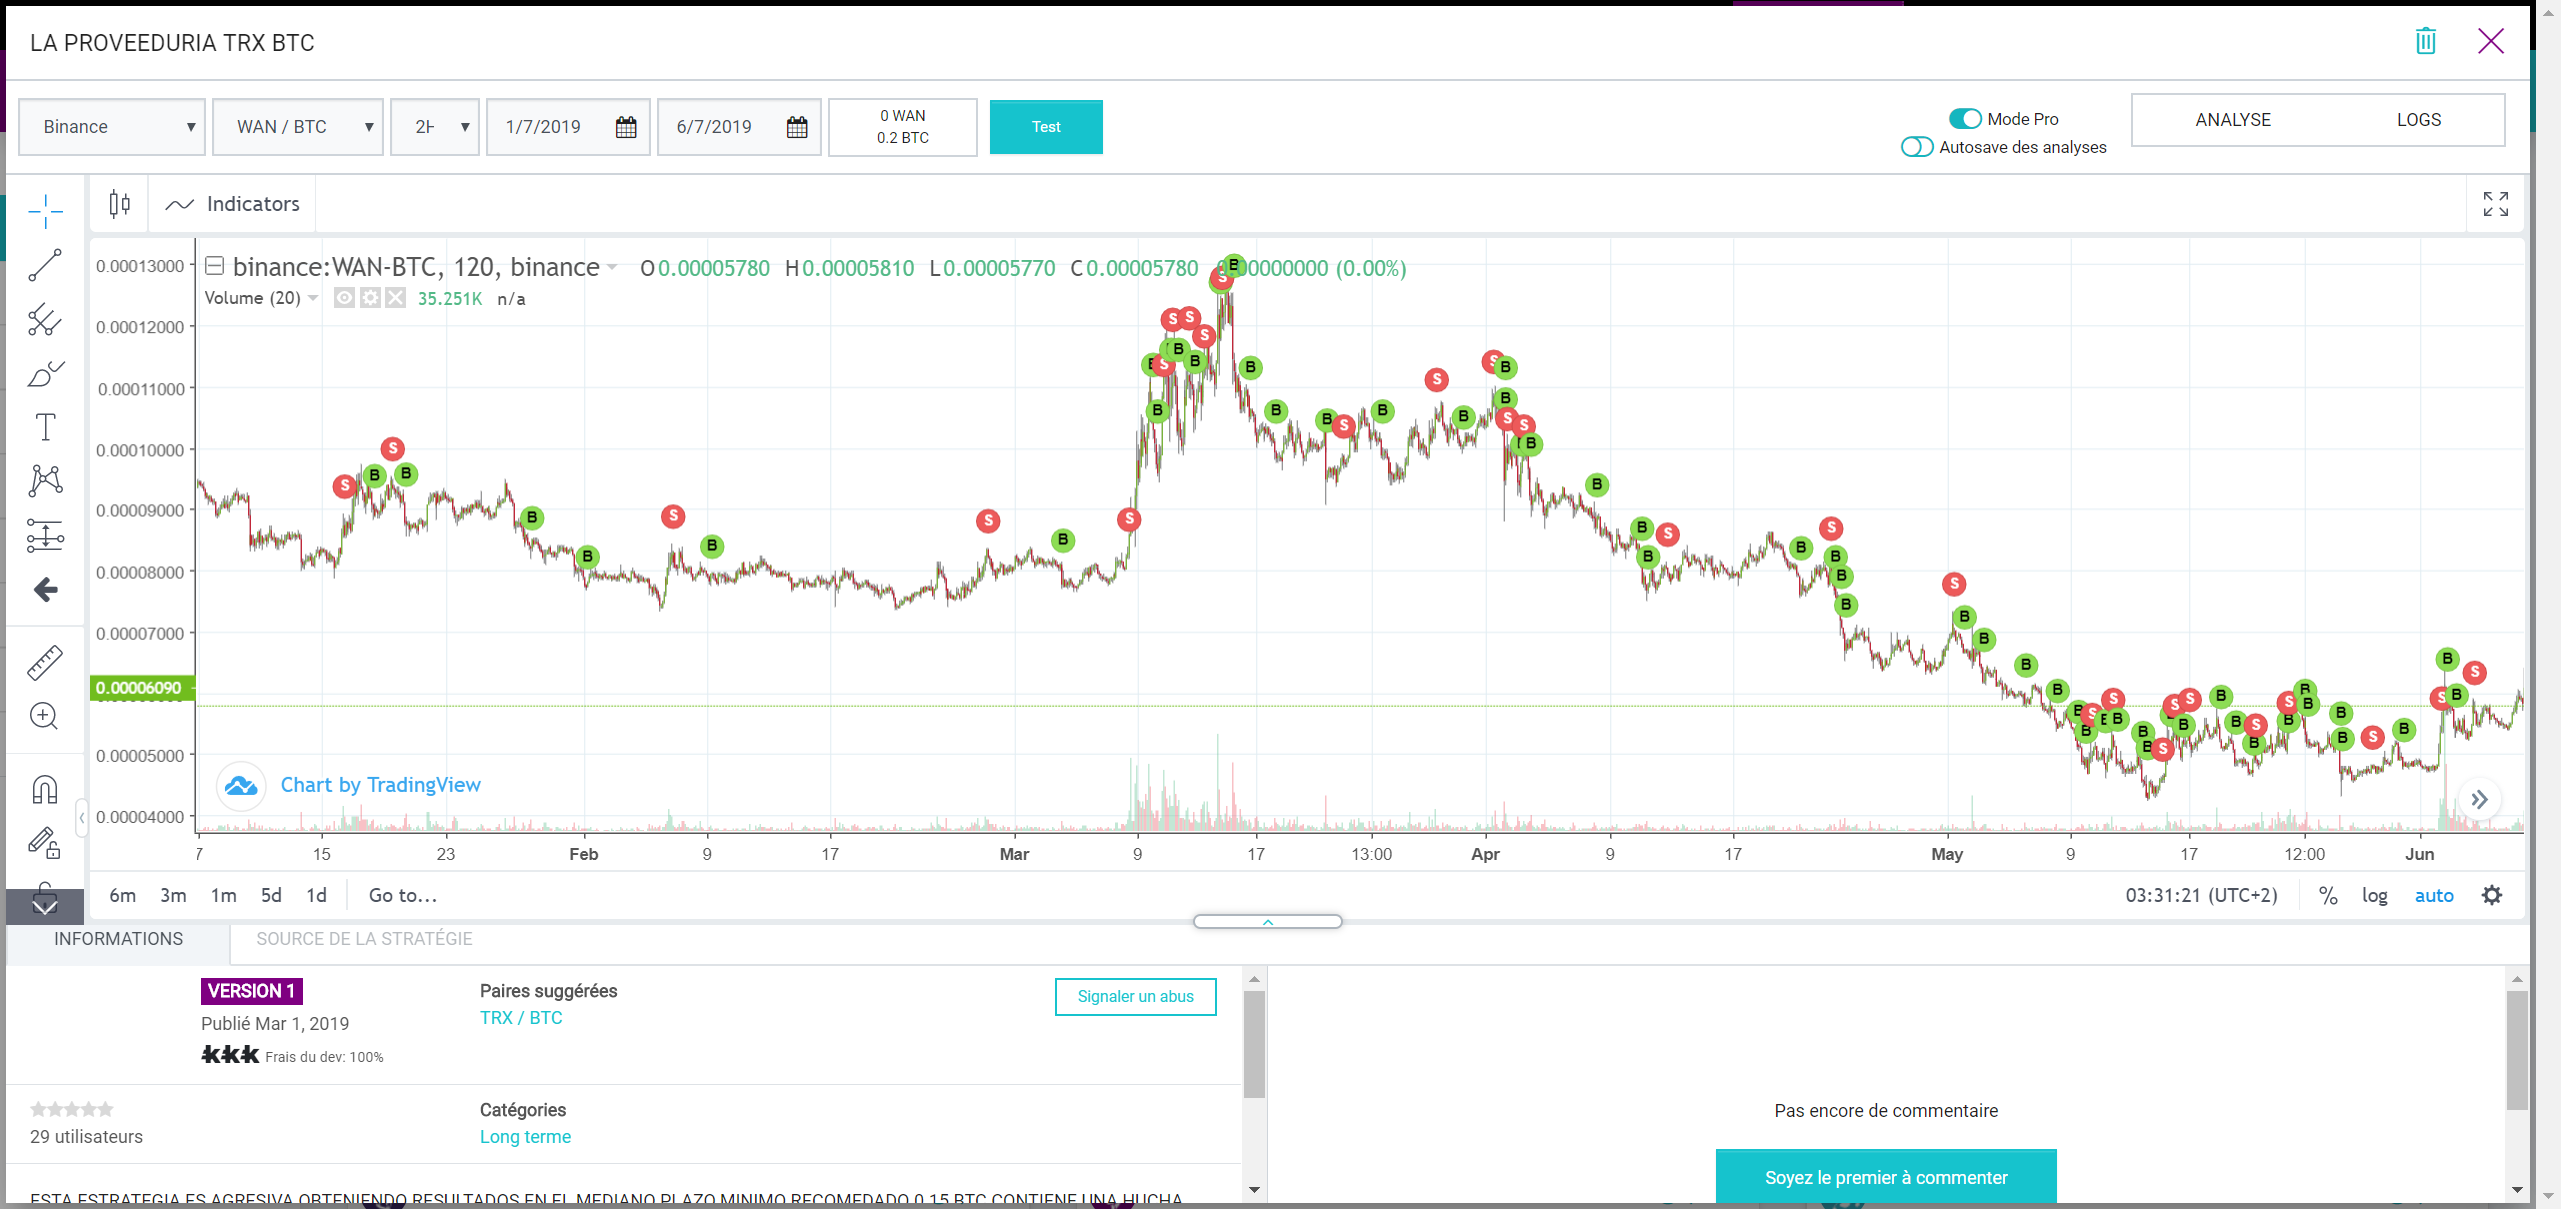 LA PROVEEDURIA TRX BTC
Binance
WAN / BTC
1/7/2019
6/7/2019
0 WAN
0.2 BTC
Test
Mode Pro
Autosave des analyses
ANALYSE
LOGS
Indicators
binance:WAN-BTC, 120, binance
O 0.00005780 H 0.00005810 L 0.00005770 C 0.00005780 (0.00%)
Volume (20) 35.251K n/a
0.00013000
0.00012000
0.00011000
0.00010000
0.00009000
0.00008000
0.00007000
0.00006090
0.00005000
0.00004000
Chart by TradingView
7 15 23 Feb 9 17 Mar 9 17 13:00 Apr 9 17 May 9 17 12:00 Jun
6m 3m 1m 5d 1d Go to...
03:31:21 (UTC+2) % log auto
INFORMATIONS
SOURCE DE LA STRATÉGIE
VERSION 1
Publié Mar 1, 2019
Frais du dev: 100%
Paires suggérées
TRX / BTC
Signaler un abus
29 utilisateurs
Catégories
Long terme
ESTA ESTRATEGIA ES AGRESIVA OBTENIENDO RESULTADOS EN EL MEDIANO PLAZO MINIMO RECOMEDADO 0.15 BTC CONTIENE UNA HUCHA
Pas encore de commentaire
Soyez le premier à commenter